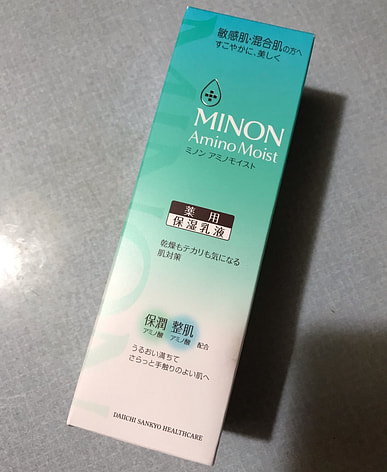 敏感肌・混合肌の方へ
すこやかに、美しく
MINON
Amino Moist
ミノン アミノモイスト
薬用
保湿乳液
乾燥もテカリも気になる
肌対策
保潤 整肌
アミノ酸 アミノ酸 配合
うるおい満ちて
さらっと手触りのよい肌へ
DAIICHI SANKYO HEALTHCARE